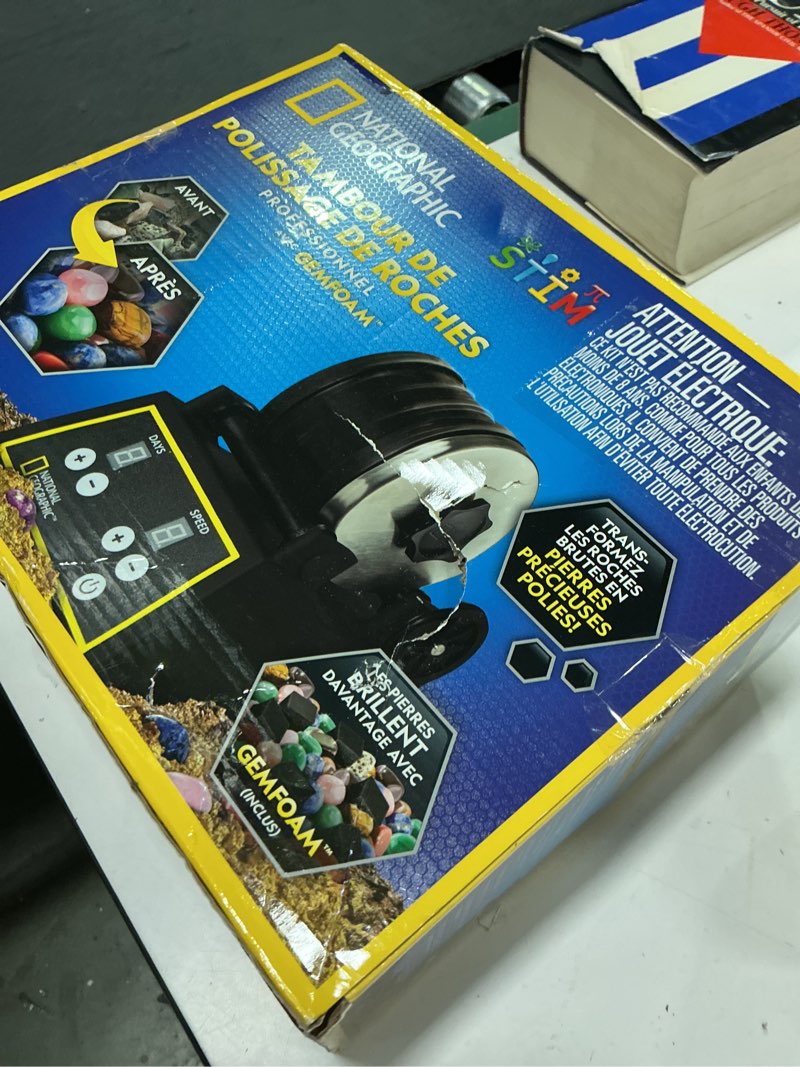 NATIONAL
GEOGRAPHIC
TAMBOUR DE
POLISSAGE DE ROCHES
PROFESSIONNEL
GEMFOAM™
AVANT
APRÈS
STIM
π
ATTENTION —
JOUET ÉLECTRIQUE.
CE KIT N'EST PAS RECOMMANDÉ AUX ENFANTS DE
MOINS DE 8 ANS. COMME POUR TOUS LES PRODUITS
ÉLECTRONIQUES, IL CONVIENT DE PRENDRE DES
PRÉCAUTIONS LORS DE LA MANIPULATION ET DE
L'UTILISATION AFIN D'ÉVITER TOUTE ÉLECTROCUTION.
DAYS
SPEED
NATIONAL
GEOGRAPHIC™
TRANS-
FORMEZ
LES ROCHES
BRUTES EN
PIERRES
PRÉCIEUSES
POLIES!
LES PIERRES
BRILLENT
DAVANTAGE AVEC
GEMFOAM™
(INCLUS)